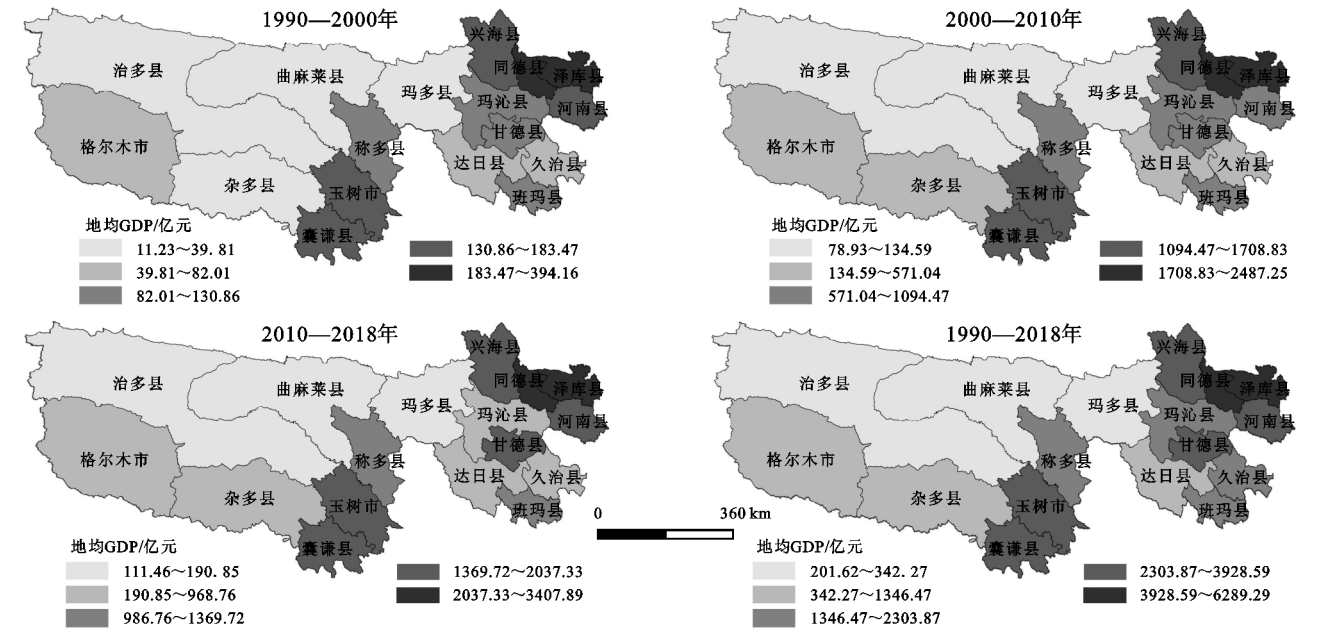 1990—2000年
兴海县
同德县
泽库县
治多县
曲麻莱县
玛多县
玛沁县
河南县
格尔木市
甘德县
称多县
达日县
久治县
杂多县
玉树市
班玛县
囊谦县
地均GDP/亿元
11.23～39. 81
39.81～82.01
82.01～130.86
130.86～183.47
183.47～394.16
2000—2010年
兴海县
同德县
泽库县
治多县
曲麻莱县
玛多县
玛沁县
河南县
格尔木市
甘德县
称多县
达日县
久治县
杂多县
玉树市
班玛县
囊谦县
地均GDP/亿元
78.93～134.59
134.59～571.04
571.04～1094.47
1094.47～1708.83
1708.83～2487.25
2010—2018年
兴海县
同德县
泽库县
治多县
曲麻莱县
玛多县
玛沁县
河南县
格尔木市
甘德县
称多县
达日县
久治县
杂多县
玉树市
班玛县
囊谦县
地均GDP/亿元
111.46～190. 85
190.85～968.76
986.76～1369.72
1369.72～2037.33
2037.33～3407.89
0
360 km
1990—2018年
兴海县
同德县
泽库县
治多县
曲麻莱县
玛多县
玛沁县
河南县
格尔木市
甘德县
称多县
达日县
久治县
杂多县
玉树市
班玛县
囊谦县
地均GDP/亿元
201.62～342. 27
342.27～1346.47
1346.47～2303.87
2303.87～3928.59
3928.59～6289.29